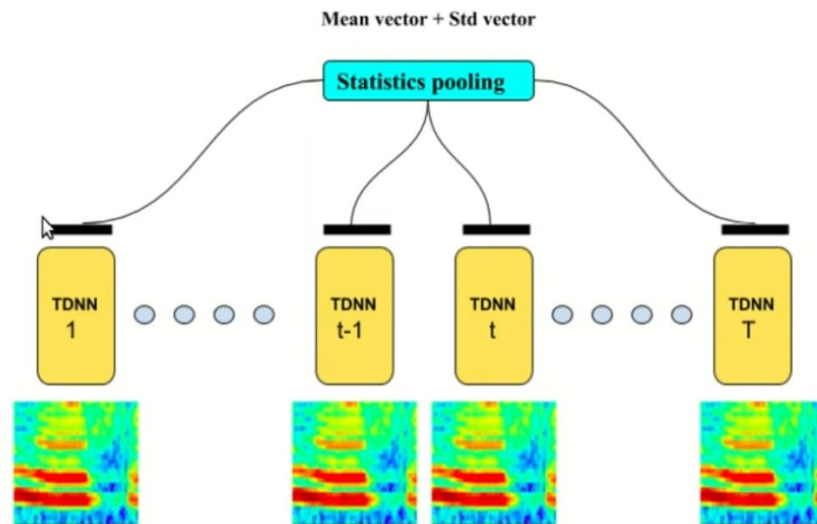 Mean vector + Std vector
Statistics pooling
TDNN
1
TDNN
t-1
TDNN
t
TDNN
T